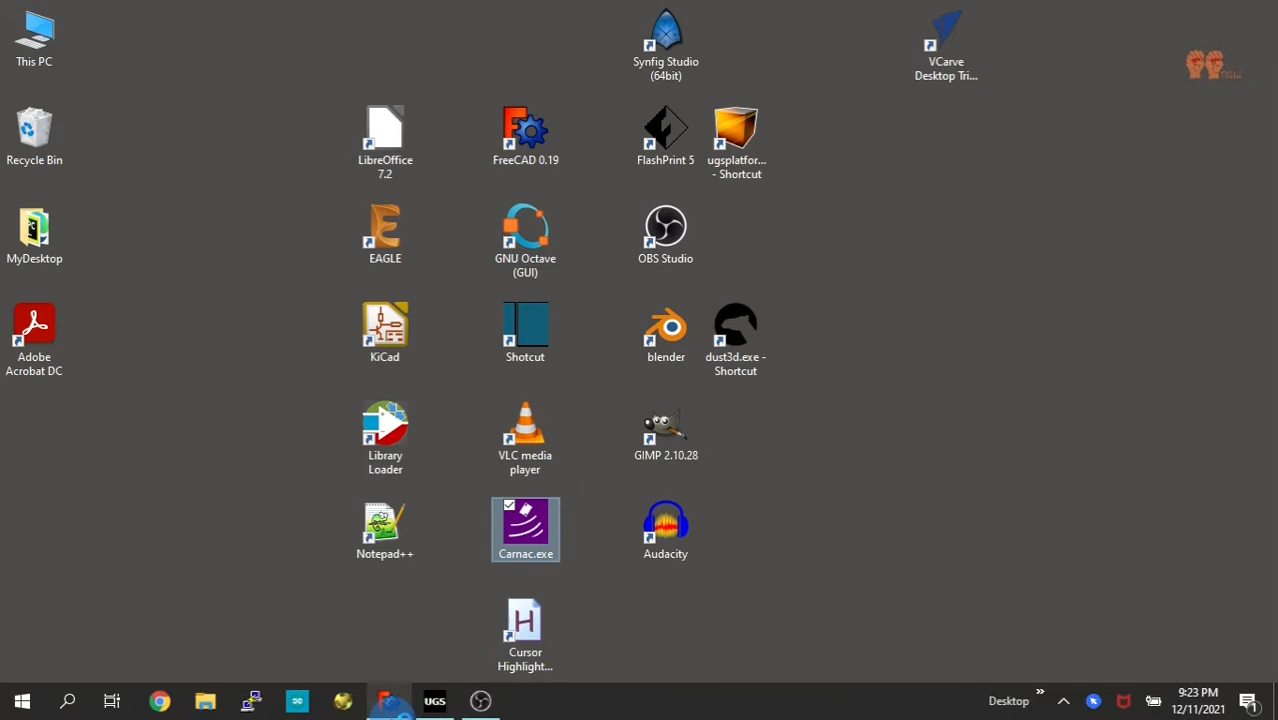 This PC
Synfig Studio
(64bit)
VCarve
Desktop Tri...
now
Recycle Bin
LibreOffice
7.2
FreeCAD 0.19
FlashPrint 5
ugsplatfor...
- Shortcut
MyDesktop
EAGLE
GNU Octave
(GUI)
OBS Studio
Adobe
Acrobat DC
KiCad
Shotcut
blender
dust3d.exe -
Shortcut
Library
Loader
VLC media
player
GIMP 2.10.28
Notepad++
Carnac.exe
Audacity
H
Cursor
Highlight...
UGS
Desktop
9:23 PM
12/11/2021
1